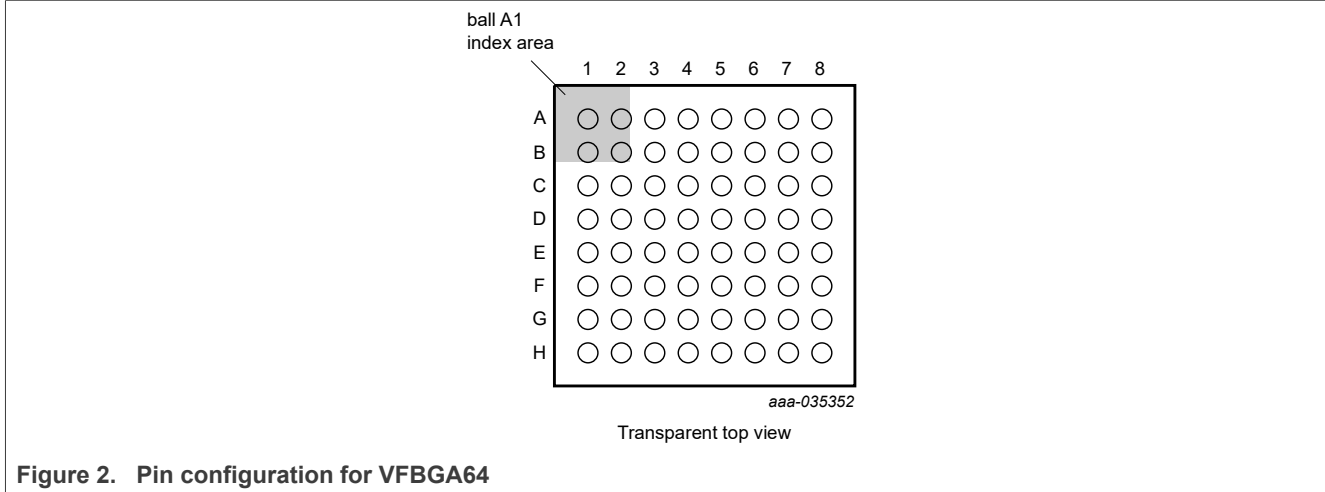 ball A1
index area
1 2 3 4 5 6 7 8
A
B
C
D
E
F
G
H
aaa-035352
Transparent top view
Figure 2. Pin configuration for VFBGA64